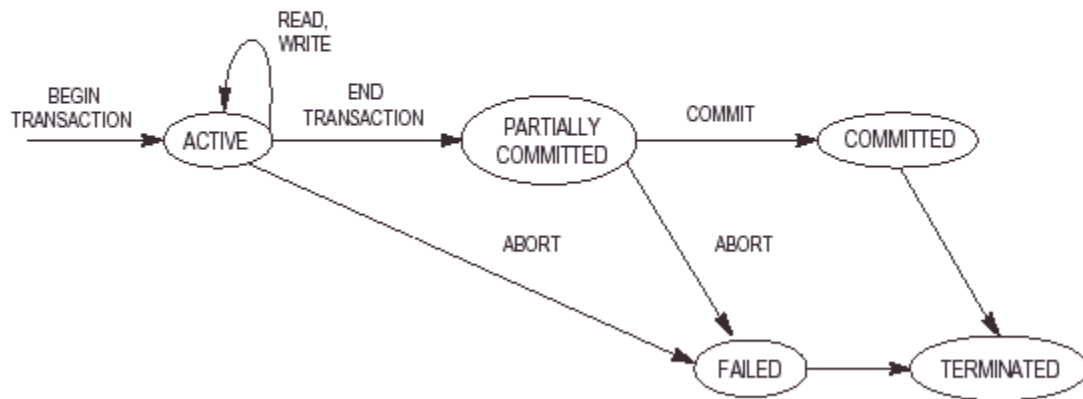 READ,
WRITE
BEGIN
TRANSACTION
END
TRANSACTION
ACTIVE
PARTIALLY
COMMITTED
COMMIT
COMMITTED
ABORT
ABORT
FAILED
TERMINATED